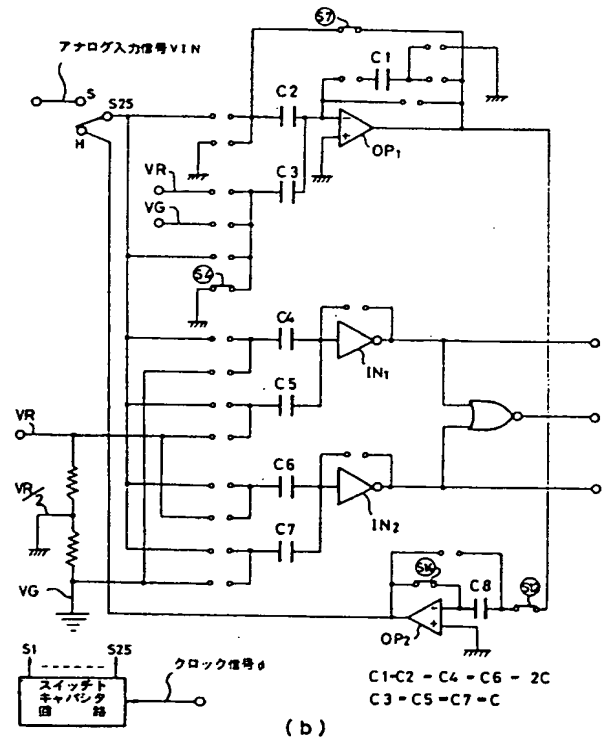 S7
アナログ入力信号VIN
C1
S
S25
C2
H
OP1
VR
C3
VG
S4
C4
IN1
C5
VR
C6
VR/2
IN2
C7
S16
C8
S12
VG
OP2
S1 -------- S25
クロック信号φ
スイッチト
キャパシタ
回路
C1-C2 = C4 = C6 = 2C
C3 = C5 = C7 = C
(b)